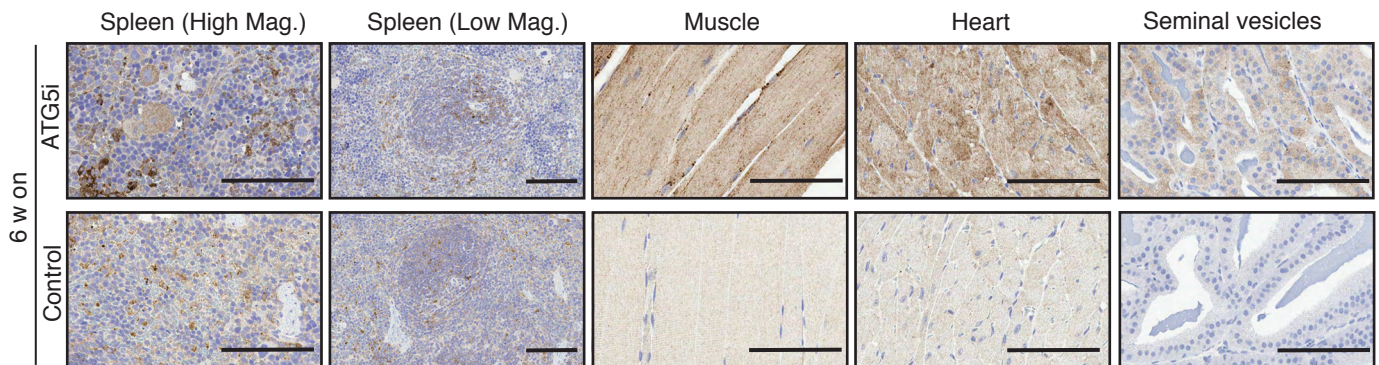 Spleen (High Mag.) Spleen (Low Mag.) Muscle Heart Seminal vesicles
6 w on
ATG5i
Control